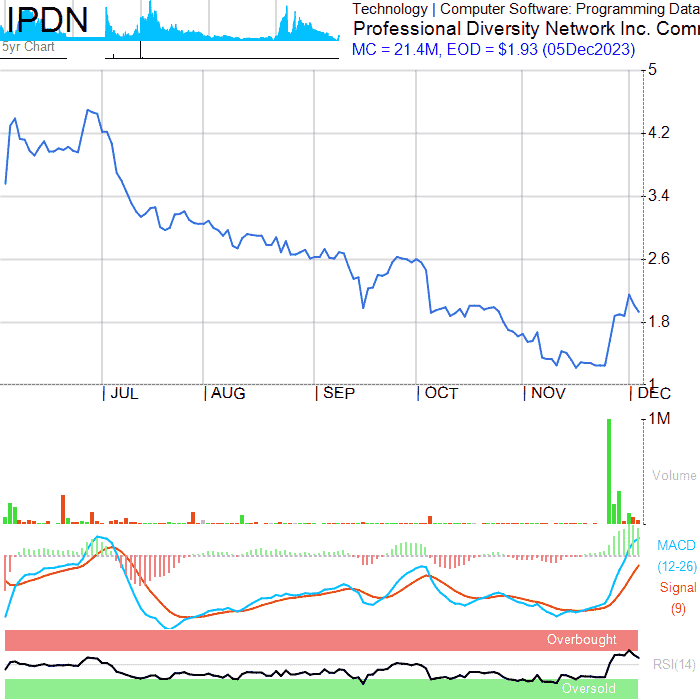 IPDN
5yr Chart
Technology | Computer Software: Programming Data
Professional Diversity Network Inc. Com
MC = 21.4M, EOD = $1.93 (05Dec2023)
5
4.2
3.4
2.6
1.8
1
JUL AUG SEP OCT NOV DEC
1M
Volume
MACD
(12-26)
Signal
(9)
Overbought
RSI(14)
Oversold